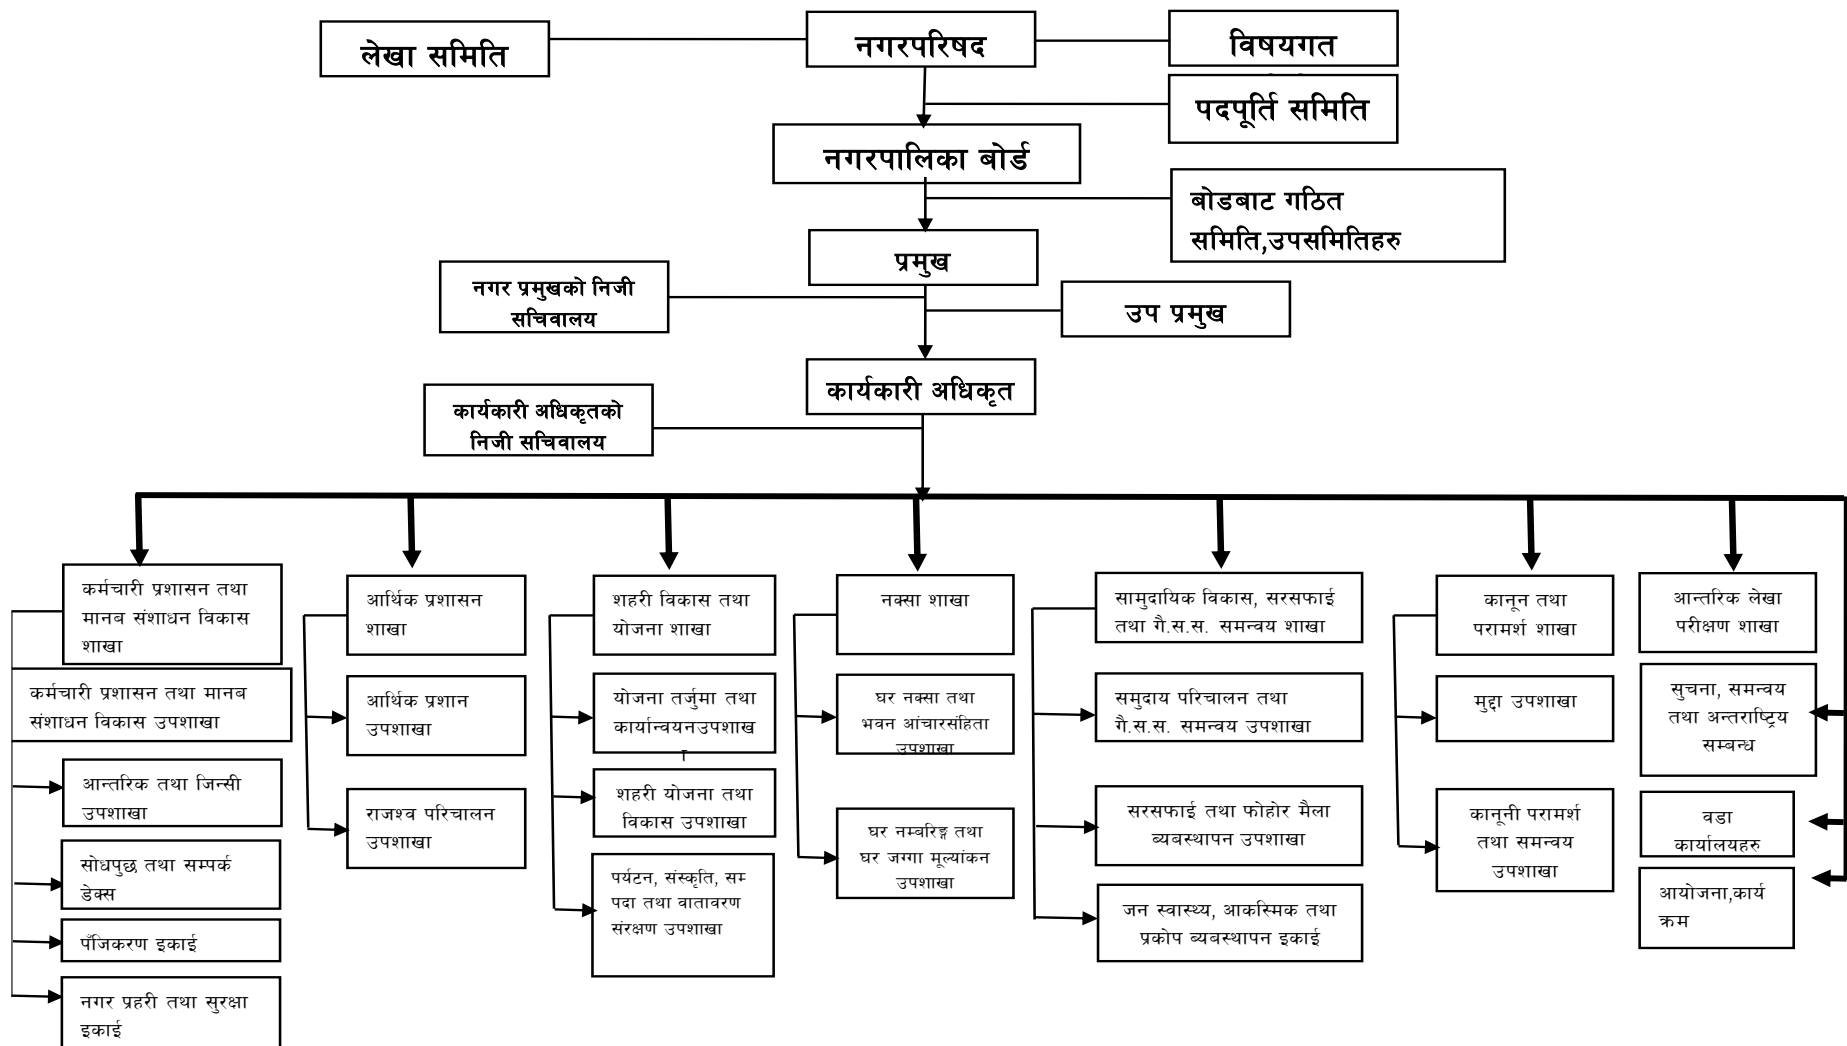 लेखा समिति
नगरपरिषद
विषयगत
पदपूर्ति समिति
नगरपालिका बोर्ड
बोडबाट गठित
समिति,उपसमितिहरु
प्रमुख
नगर प्रमुखको निजी
सचिवालय
उप प्रमुख
कार्यकारी अधिकृत
कार्यकारी अधिकृतको
निजी सचिवालय
कर्मचारी प्रशासन तथा
मानब संशाधन विकास
शाखा
कर्मचारी प्रशासन तथा मानब
संशाधन विकास उपशाखा
आन्तरिक तथा जिन्सी
उपशाखा
सोधपुछ तथा सम्पर्क
डेक्स
पँजिकरण इकाई
नगर प्रहरी तथा सुरक्षा
इकाई
आर्थिक प्रशासन
शाखा
आर्थिक प्रशान
उपशाखा
राजश्व परिचालन
उपशाखा
शहरी विकास तथा
योजना शाखा
योजना तर्जुमा तथा
कार्यान्वयनउपशाख
ा
शहरी योजना तथा
विकास उपशाखा
पर्यटन, संस्कृति, सम
पदा तथा वातावरण
संरक्षण उपशाखा
नक्सा शाखा
घर नक्सा तथा
भवन आंचारसंहिता
उपशाखा
घर नम्बरिङ्ग तथा
घर जग्गा मूल्यांकन
उपशाखा
सामुदायिक विकास, सरसफाई
तथा गै.स.स. समन्वय शाखा
समुदाय परिचालन तथा
गै.स.स. समन्वय उपशाखा
सरसफाई तथा फोहोर मैला
ब्यबस्थापन उपशाखा
जन स्वास्थ्य, आकस्मिक तथा
प्रकोप ब्यबस्थापन इकाई
कानून तथा
परामर्श शाखा
मुद्दा उपशाखा
कानूनी परामर्श
तथा समन्वय
उपशाखा
आन्तरिक लेखा
परीक्षण शाखा
सुचना, समन्वय
तथा अन्तराष्ट्रिय
सम्बन्ध
वडा
कार्यालयहरु
आयोजना,कार्य
क्रम